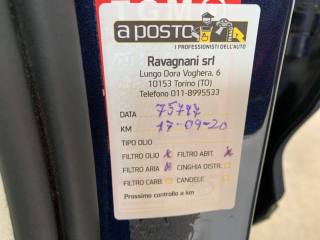 a posto
I PROFESSIONISTI DELL'AUTO
Ravagnani srl
Lungo Dora Voghera, 6
10153 Torino (TO)
Telefono 011-8995533
DATA 75747
KM 17-09-20
TIPO OLIO
FILTRO OLIO x FILTRO ABIT. x
FILTRO ARIA x CINGHIA DISTR.
FILTRO CARB. CANDELE
Prossimo controllo a km